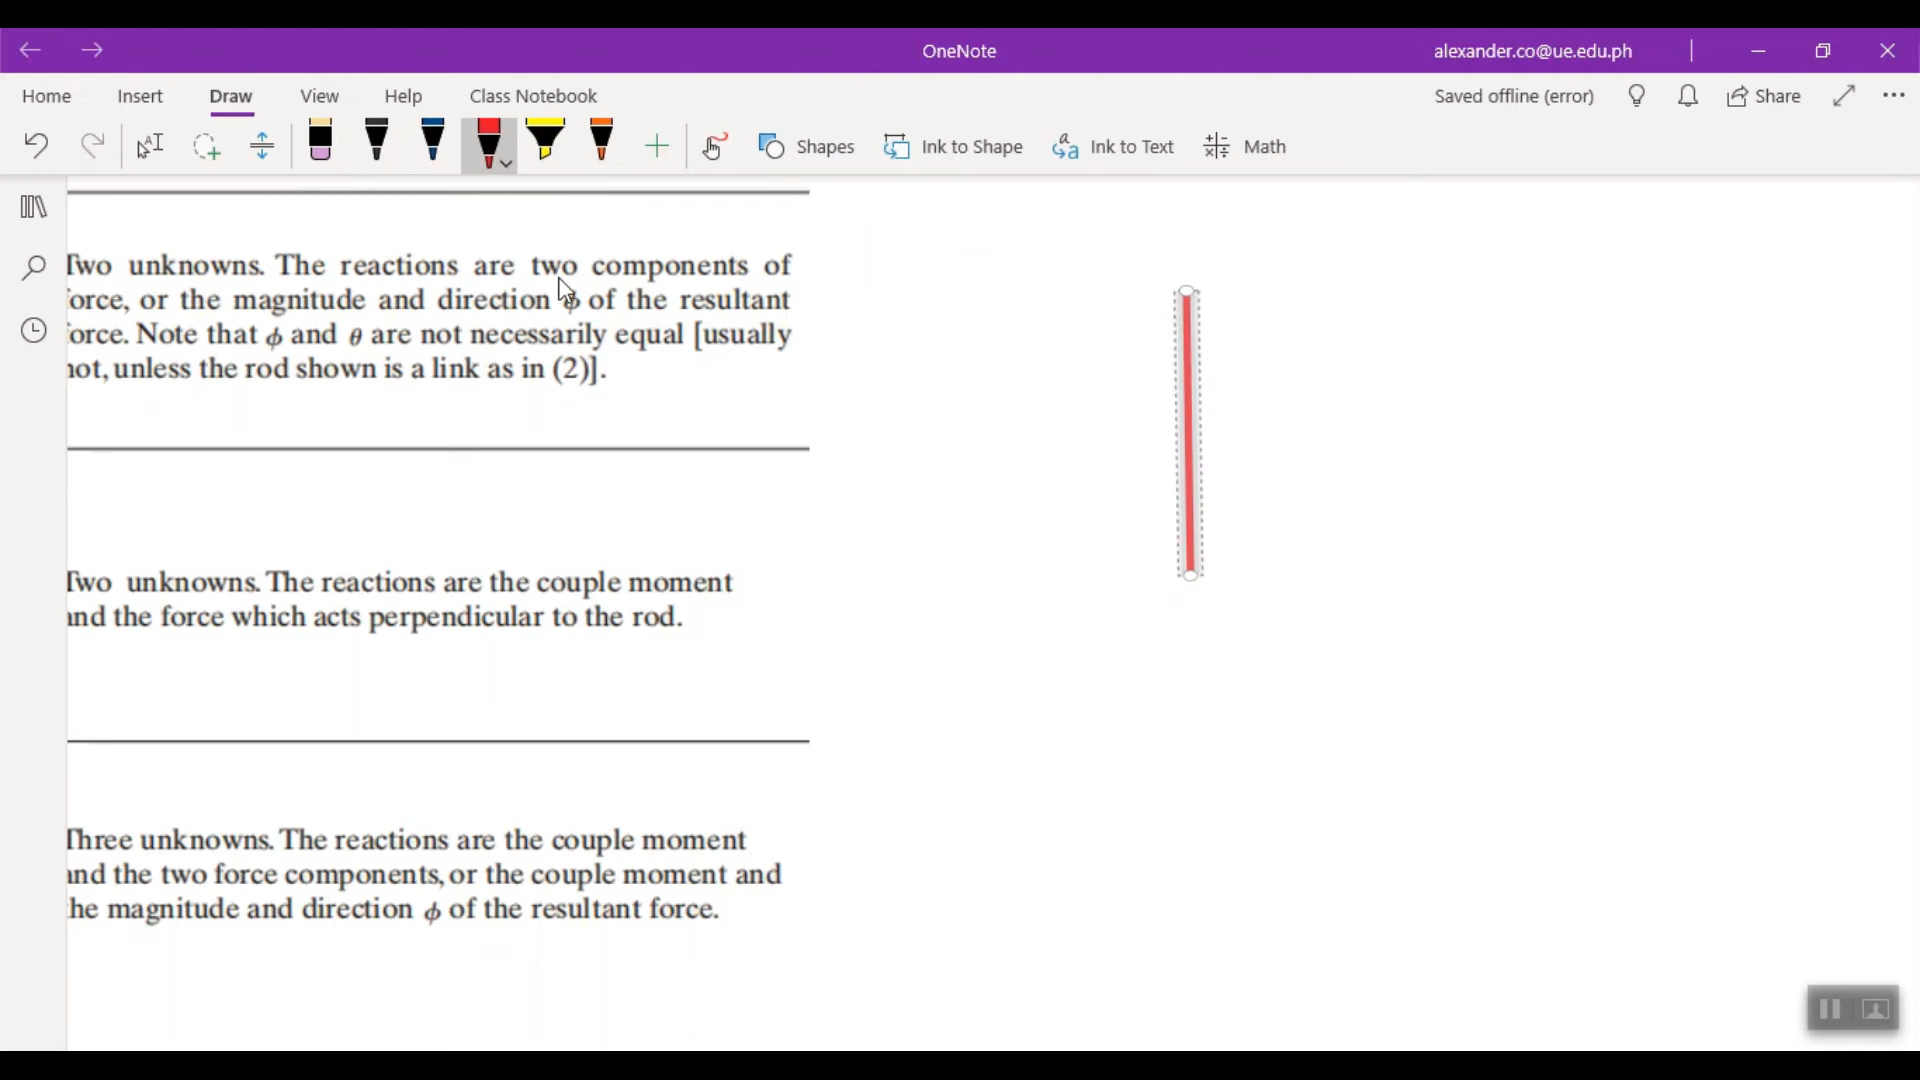 OneNote
alexander.co@ue.edu.ph
Home Insert Draw View Help Class Notebook
Saved offline (error)
Share
Shapes
Ink to Shape
Ink to Text
Math
Two unknowns. The reactions are two components of
force, or the magnitude and direction ϕ of the resultant
force. Note that ϕ and θ are not necessarily equal [usually
not, unless the rod shown is a link as in (2)].
Two unknowns. The reactions are the couple moment
and the force which acts perpendicular to the rod.
Three unknowns. The reactions are the couple moment
and the two force components, or the couple moment and
the magnitude and direction ϕ of the resultant force.